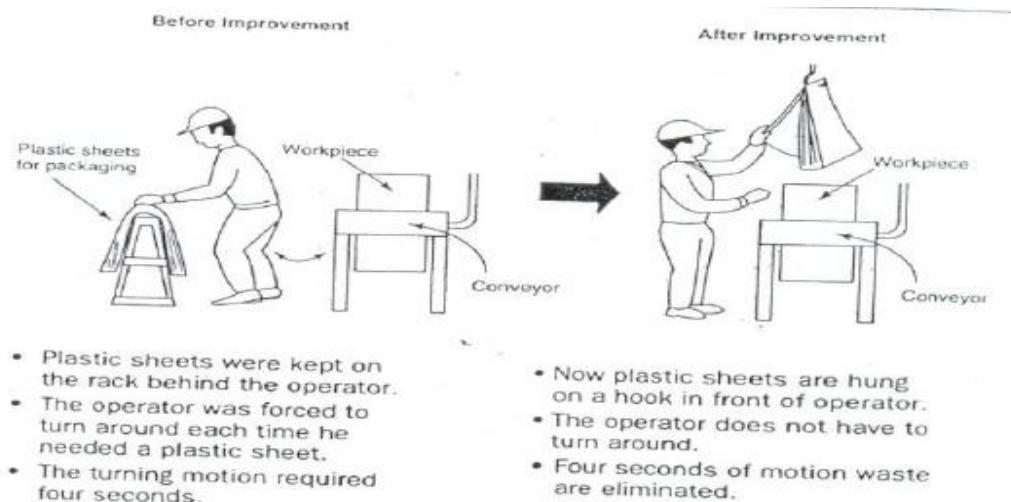 Before Improvement
After Improvement
Plastic sheets
for packaging
Workpiece
Conveyor
Workpiece
Conveyor
• Plastic sheets were kept on
the rack behind the operator.
• The operator was forced to
turn around each time he
needed a plastic sheet.
• The turning motion required
four seconds.
• Now plastic sheets are hung
on a hook in front of operator.
• The operator does not have to
turn around.
• Four seconds of motion waste
are eliminated.